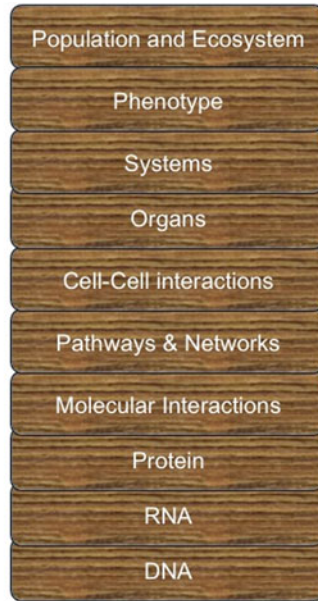 Population and Ecosystem
Phenotype
Systems
Organs
Cell-Cell interactions
Pathways & Networks
Molecular Interactions
Protein
RNA
DNA